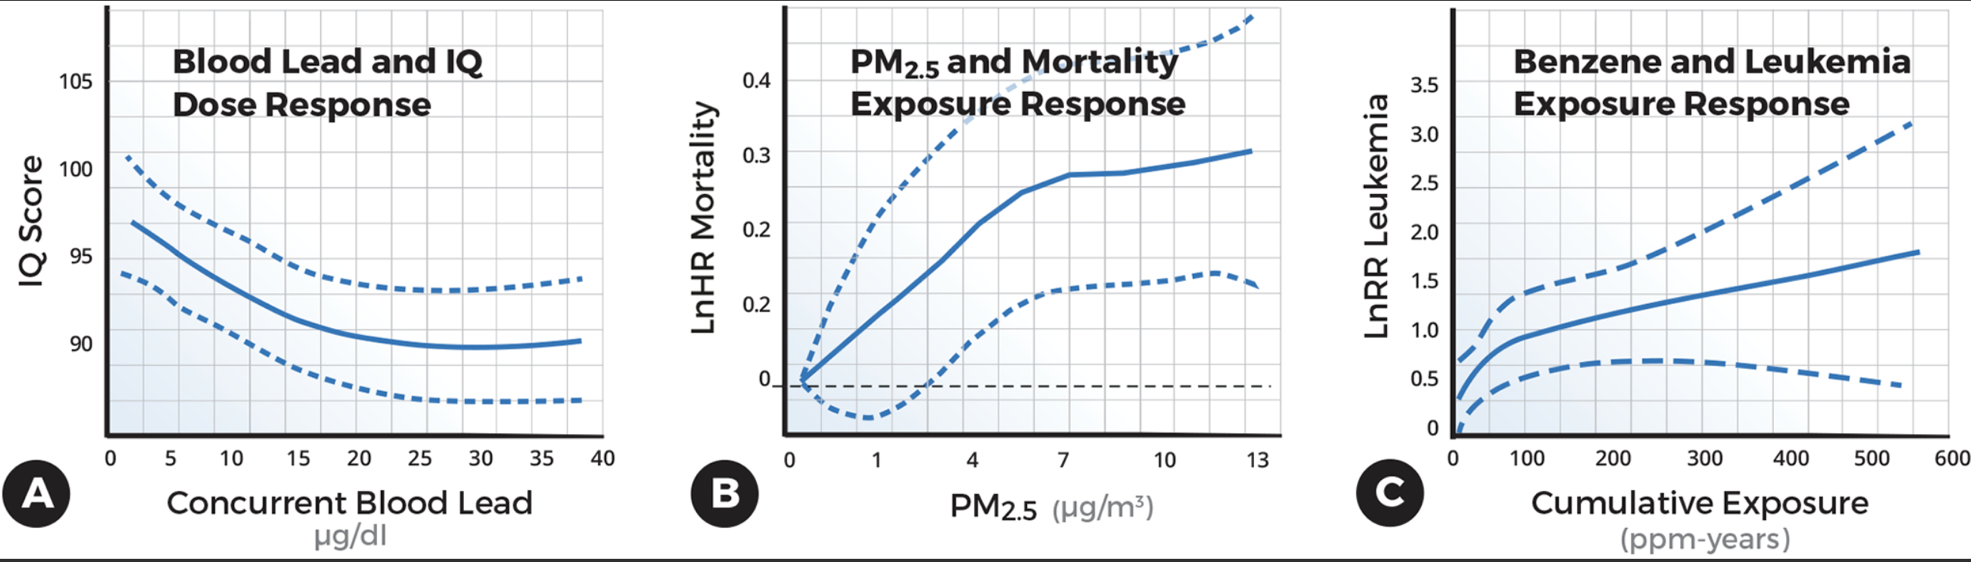 Blood Lead and IQ
Dose Response
IQ Score
105
100
95
90
0 5 10 15 20 25 30 35 40
A
Concurrent Blood Lead
µg/dl
PM2.5 and Mortality
Exposure Response
LnHR Mortality
0.4
0.3
0.2
0.2
0
0 1 4 7 10 13
B
PM2.5 (µg/m³)
Benzene and Leukemia
Exposure Response
LnRR Leukemia
3.5
3.0
2.5
2.0
1.5
1.0
0.5
0
0 100 200 300 400 500 600
C
Cumulative Exposure
(ppm-years)